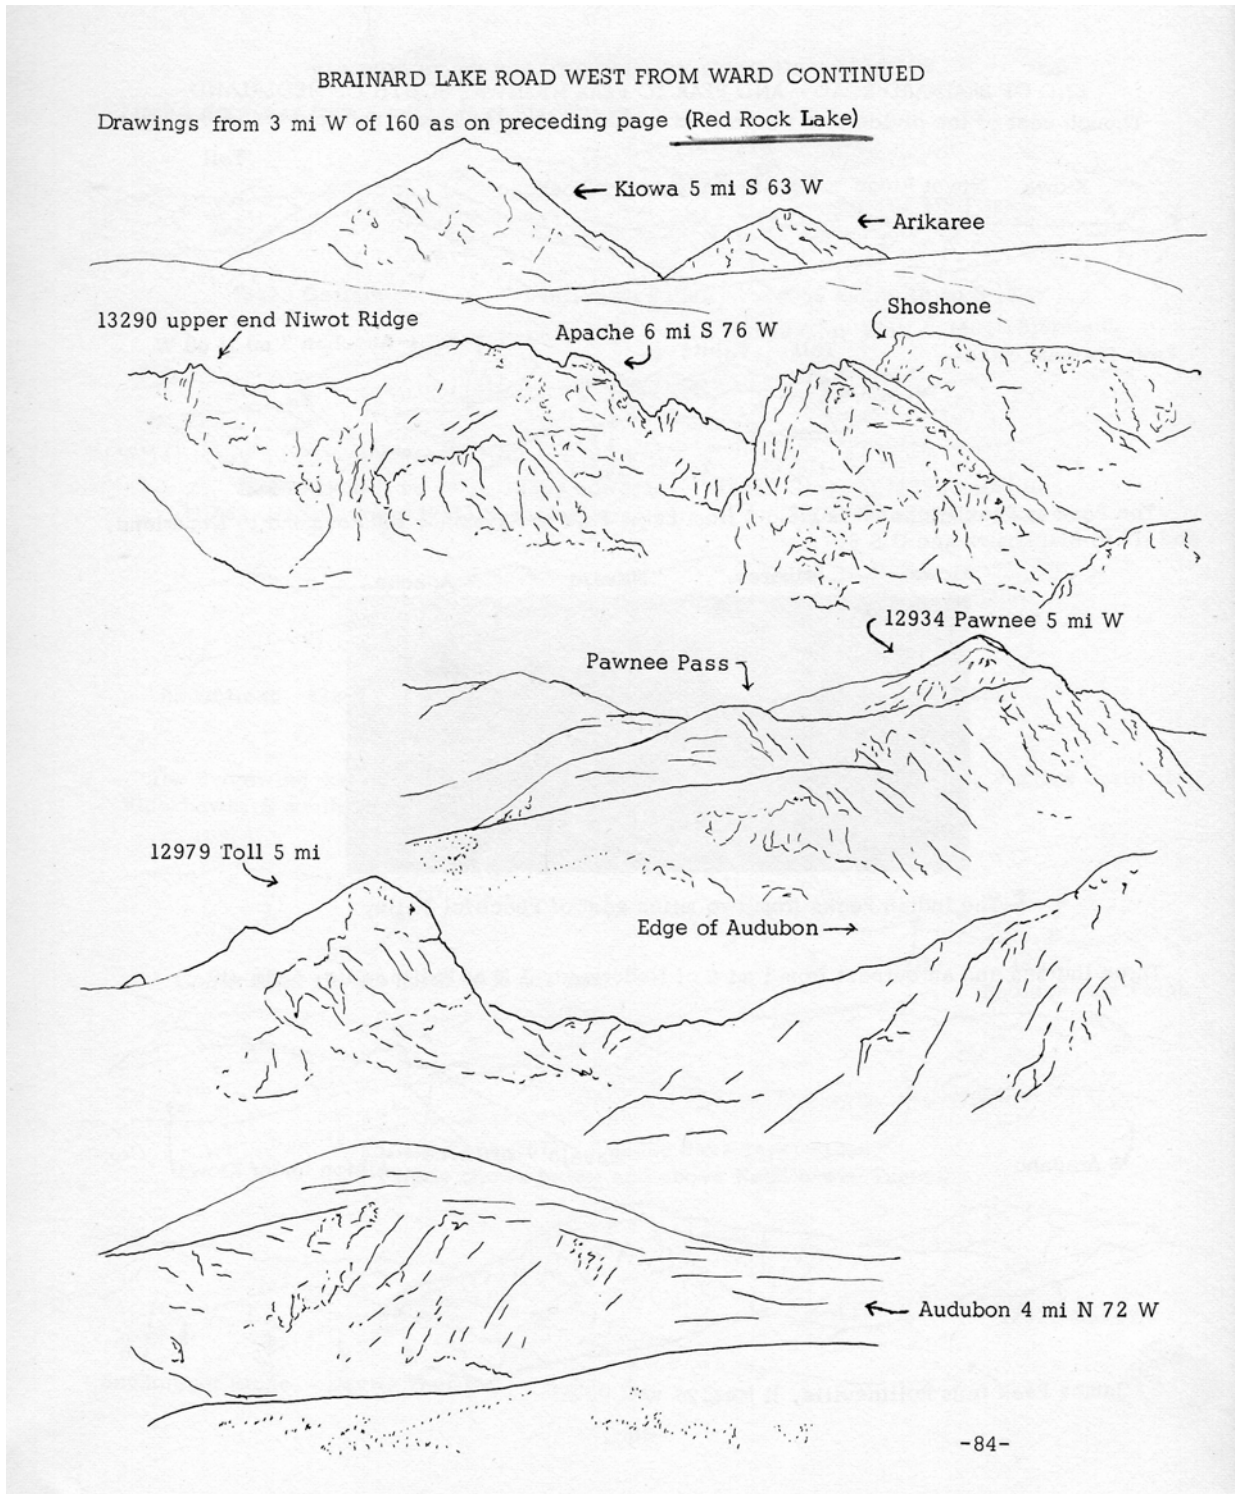 BRAINARD LAKE ROAD WEST FROM WARD CONTINUED
Drawings from 3 mi W of 160 as on preceding page (Red Rock Lake)
Kiowa 5 mi S 63 W
Arikaree
13290 upper end Niwot Ridge
Apache 6 mi S 76 W
Shoshone
12934 Pawnee 5 mi W
Pawnee Pass
12979 Toll 5 mi
Edge of Audubon
Audubon 4 mi N 72 W
-84-